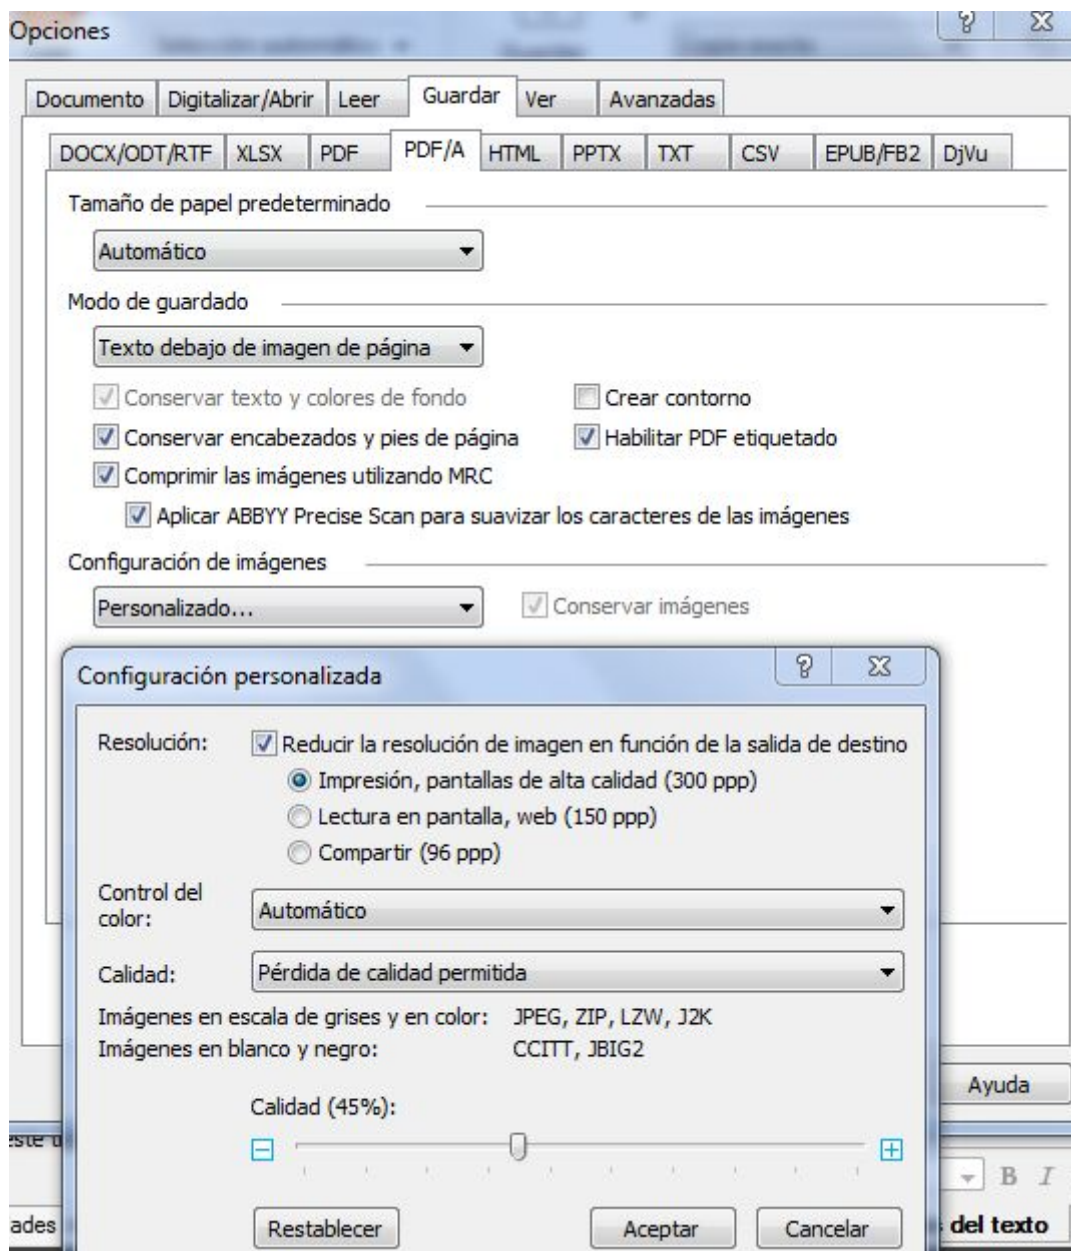 Opciones
Documento Digitalizar/Abrir Leer Guardar Ver Avanzadas
DOCX/ODT/RTF XLSX PDF PDF/A HTML PPTX TXT CSV EPUB/FB2 DjVu
Tamaño de papel predeterminado
Automático
Modo de guardado
Texto debajo de imagen de página
Conservar texto y colores de fondo Crear contorno
Conservar encabezados y pies de página Habilitar PDF etiquetado
Comprimir las imágenes utilizando MRC
Aplicar ABBYY Precise Scan para suavizar los caracteres de las imágenes
Configuración de imágenes
Personalizado... Conservar imágenes
Configuración personalizada
Resolución: Reducir la resolución de imagen en función de la salida de destino
Impresión, pantallas de alta calidad (300 ppp)
Lectura en pantalla, web (150 ppp)
Compartir (96 ppp)
Control del
color: Automático
Calidad: Pérdida de calidad permitida
Imágenes en escala de grises y en color: JPEG, ZIP, LZW, J2K
Imágenes en blanco y negro: CCITT, JBIG2
Ayuda
Calidad (45%):
B I
ades del texto
Restablecer Aceptar Cancelar